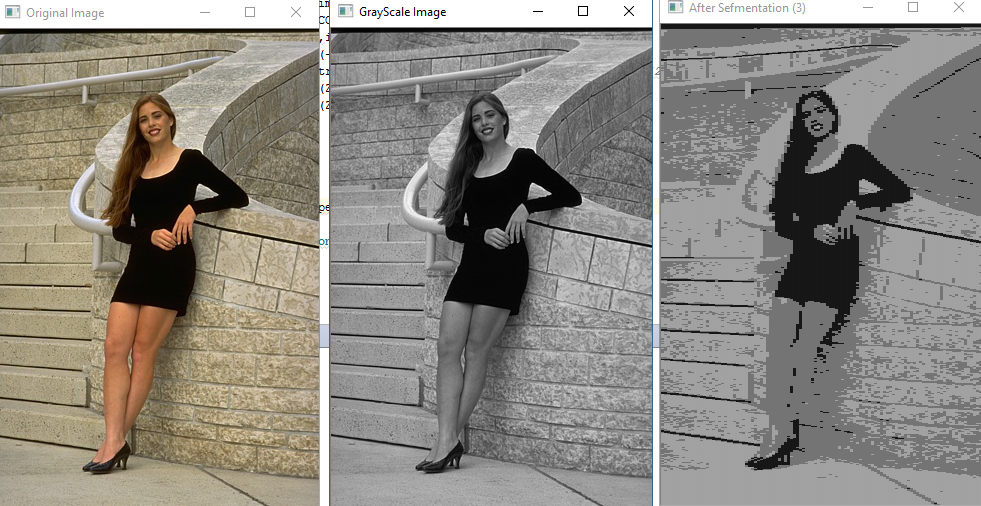 Original Image
GrayScale Image
After Sefmentation (3)